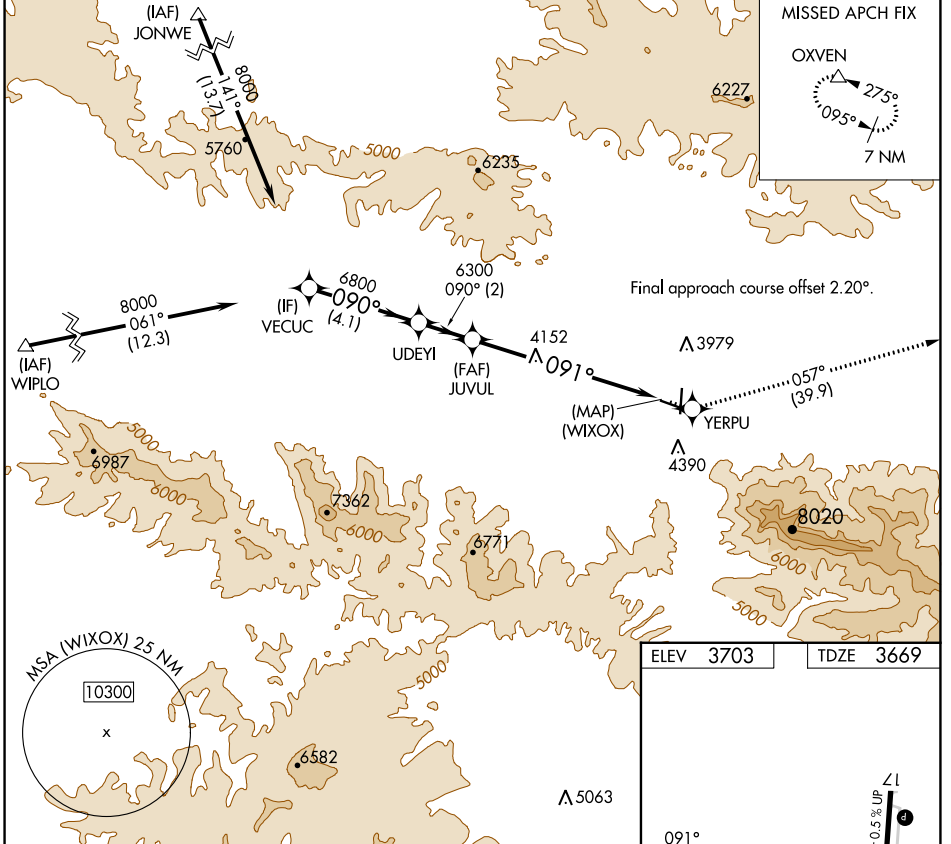 (IAF)
JONWE
8000
141°
(13.7)
MISSED APCH FIX
OXVEN
275°
095°
7 NM
6227
5760
5000
6235
6300
090° (2)
Final approach course offset 2.20°.
8000
061°
(12.3)
(IAF)
WIPLO
(IF)
VECUC
6800
090°
(4.1)
UDEYI
(FAF)
JUVUL
4152
091°
3979
(MAP)
(WIXOX)
YERPU
057°
(39.9)
4390
5000
6987
6000
7362
6000
6771
8020
6000
5000
MSA (WIXOX) 25 NM
10300
x
5000
6582
5063
ELEV 3703
TDZE 3669
17
0.5% UP
P
091°